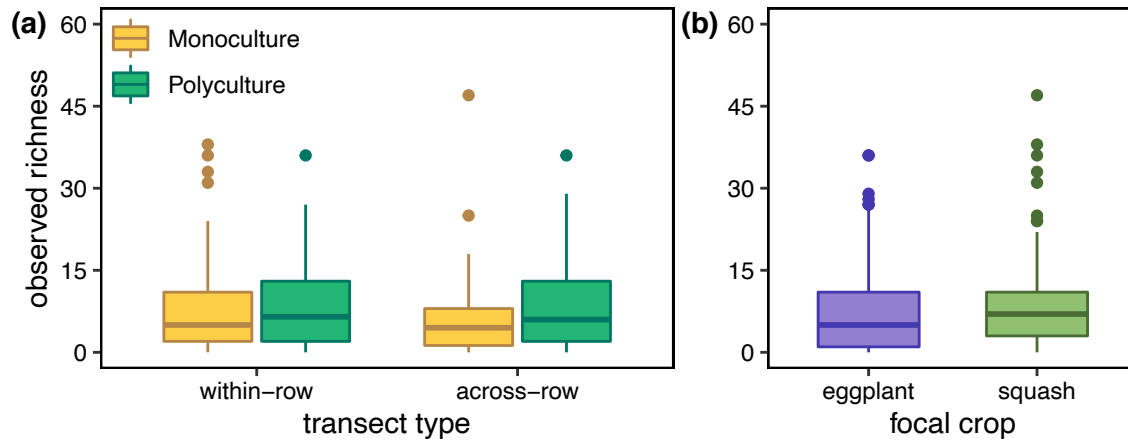 (a)
Monoculture
Polyculture
observed richness
60
45
30
15
0
within−row
across−row
transect type
(b)
60
45
30
15
0
eggplant
squash
focal crop